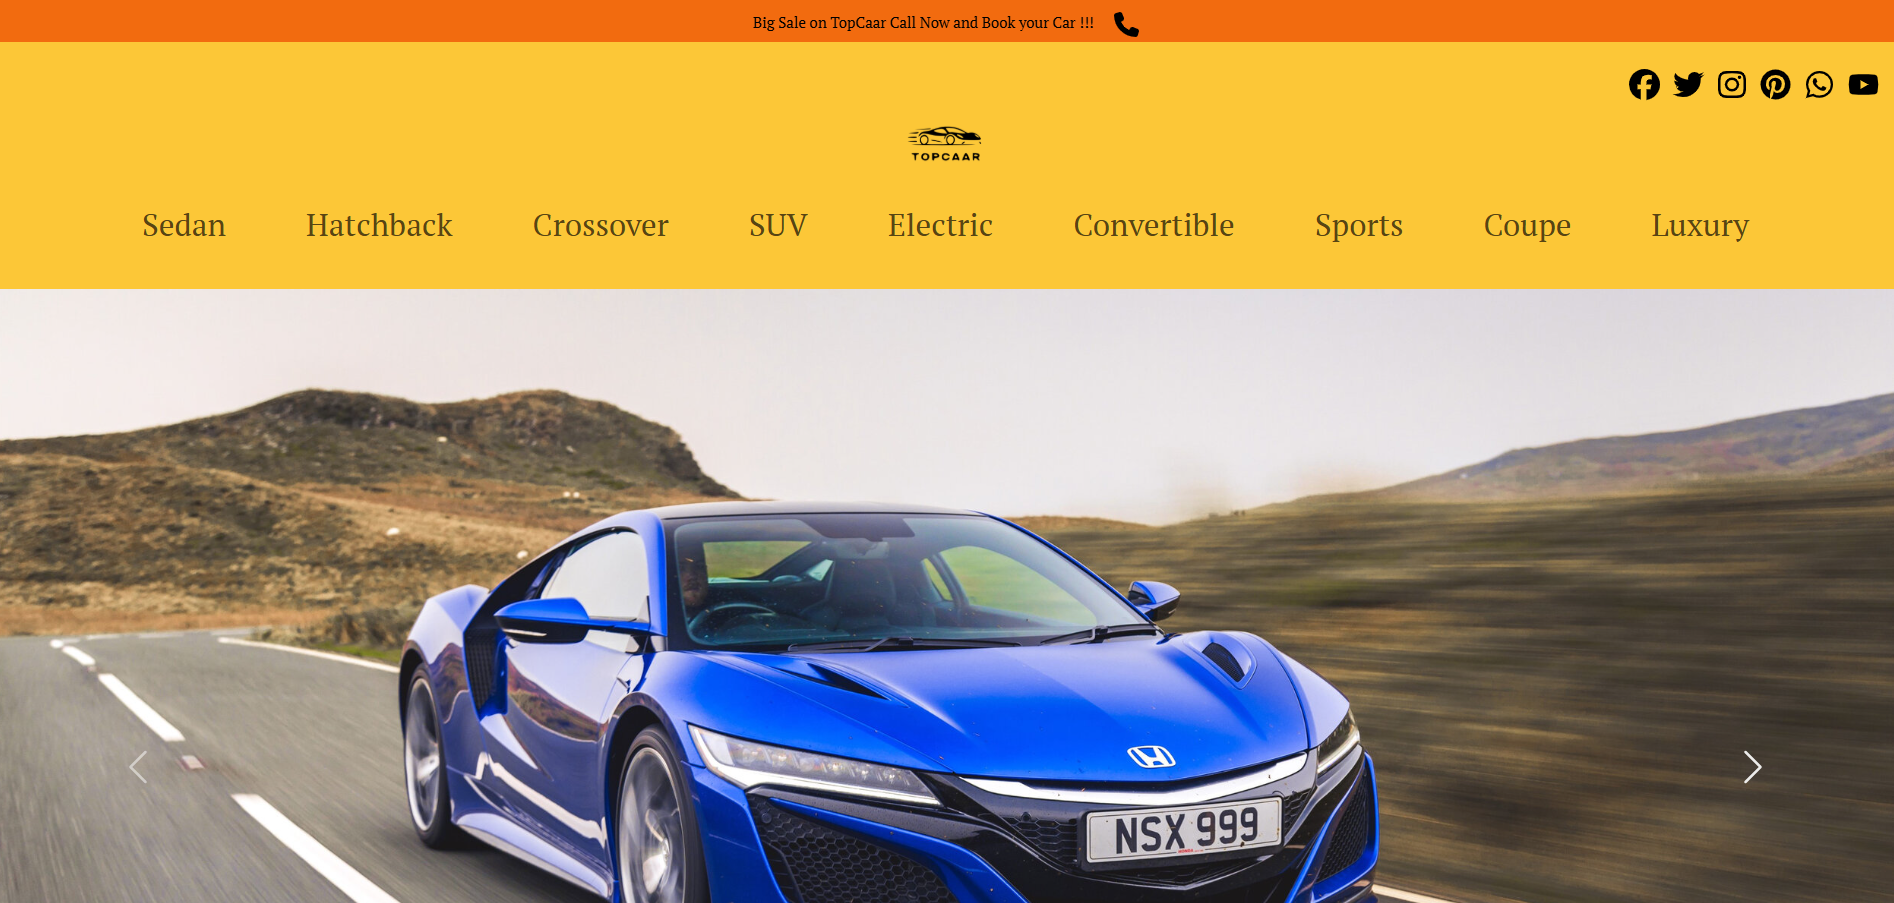 Big Sale on TopCaar Call Now and Book your Car !!!
TOPCAAR
Sedan Hatchback Crossover SUV Electric Convertible Sports Coupe Luxury
NSX 999